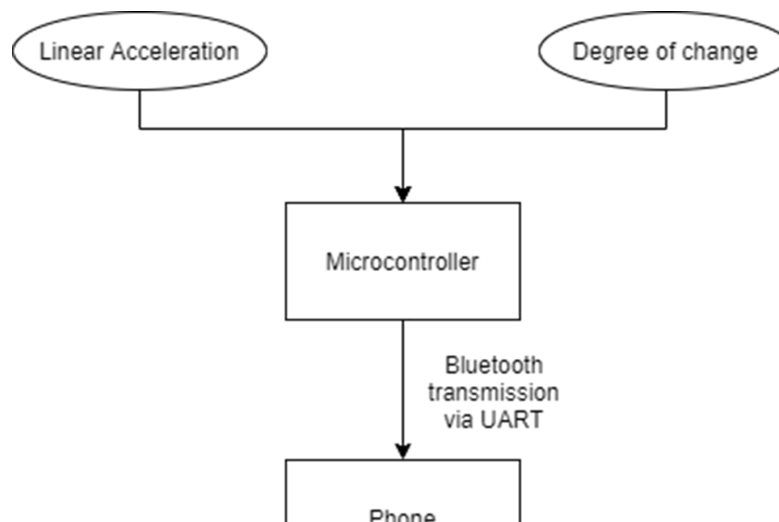 Linear Acceleration
Degree of change
Microcontroller
Bluetooth
transmission
via UART
Phone